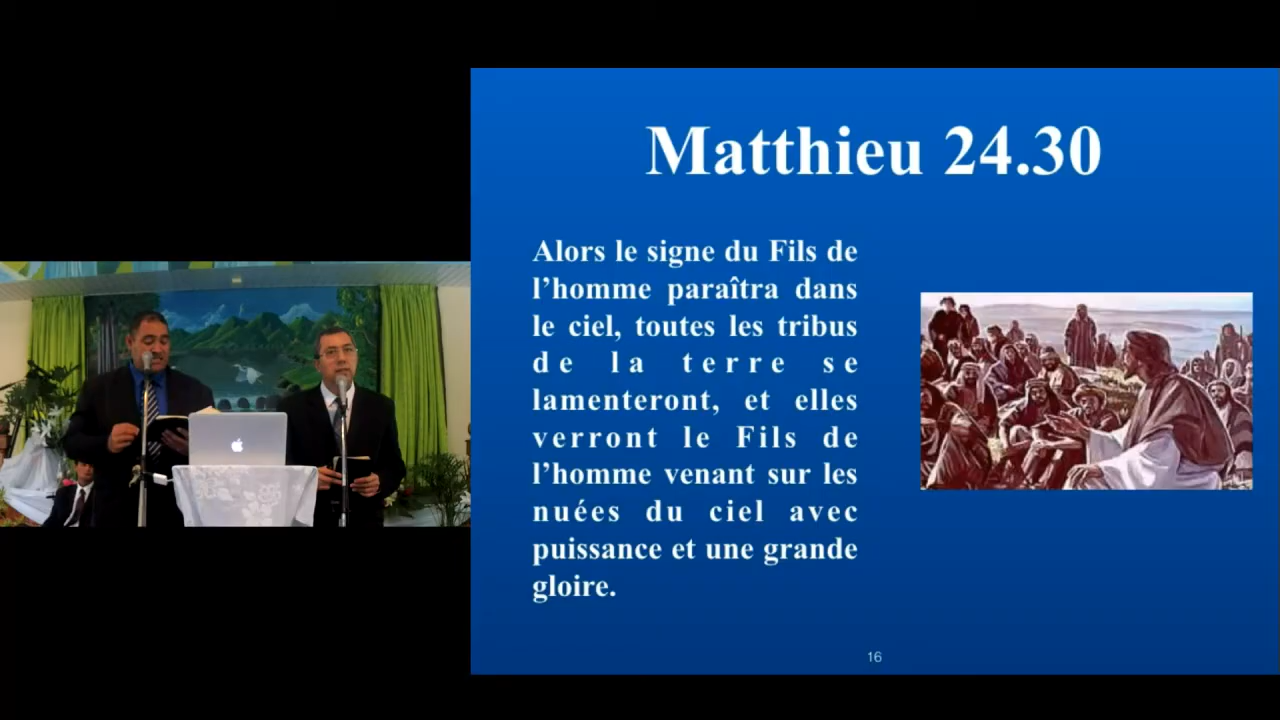 Matthieu 24.30
Alors le signe du Fils de
l’homme paraîtra dans
le ciel, toutes les tribus
de la terre se
lamenteront, et elles
verront le Fils de
l’homme venant sur les
nuées du ciel avec
puissance et une grande
gloire.
16